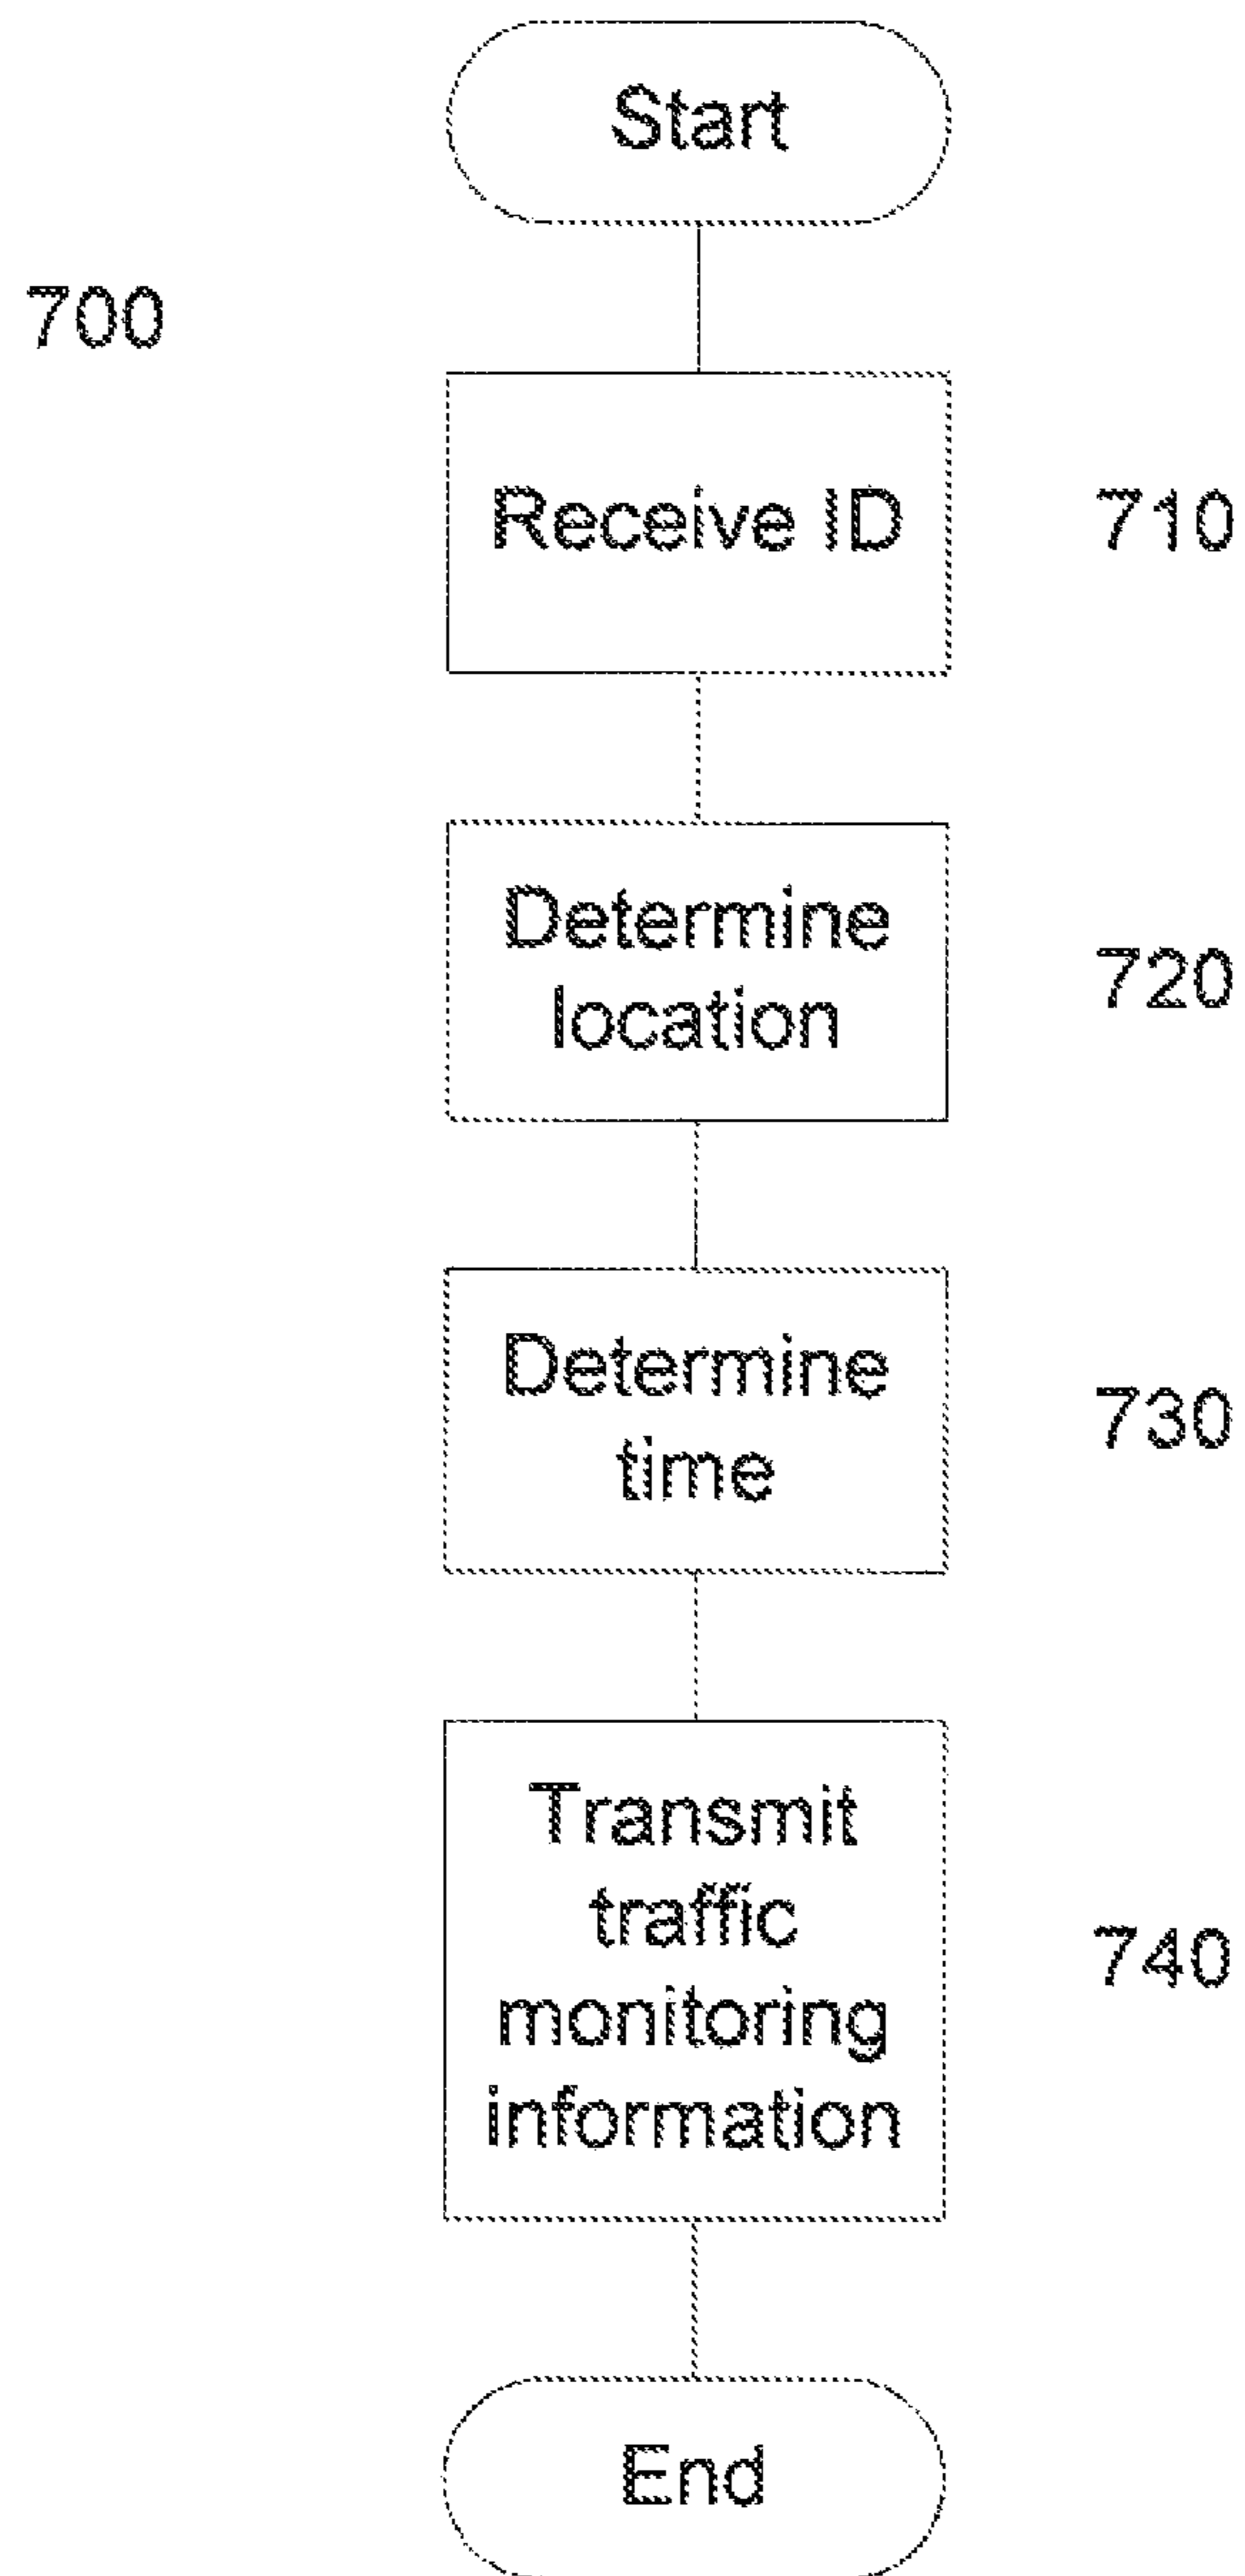 Start
700
Receive ID
710
Determine
location
720
Determine
time
730
Transmit
traffic
monitoring
information
740
End